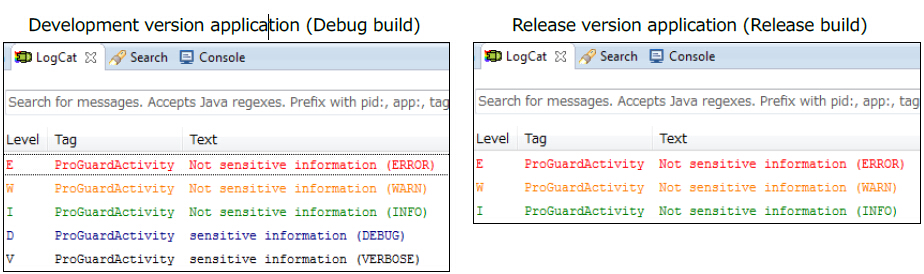 Development version application (Debug build)
LogCat Search Console
Search for messages. Accepts Java regexes. Prefix with pid:, app:, tag
Level Tag Text
E ProGuardActivity Not sensitive information (ERROR)
W ProGuardActivity Not sensitive information (WARN)
I ProGuardActivity Not sensitive information (INFO)
D ProGuardActivity sensitive information (DEBUG)
V ProGuardActivity sensitive information (VERBOSE)
Release version application (Release build)
LogCat Search Console
Search for messages. Accepts Java regexes. Prefix with pid:, app:, tag
Level Tag Text
E ProGuardActivity Not sensitive information (ERROR)
W ProGuardActivity Not sensitive information (WARN)
I ProGuardActivity Not sensitive information (INFO)